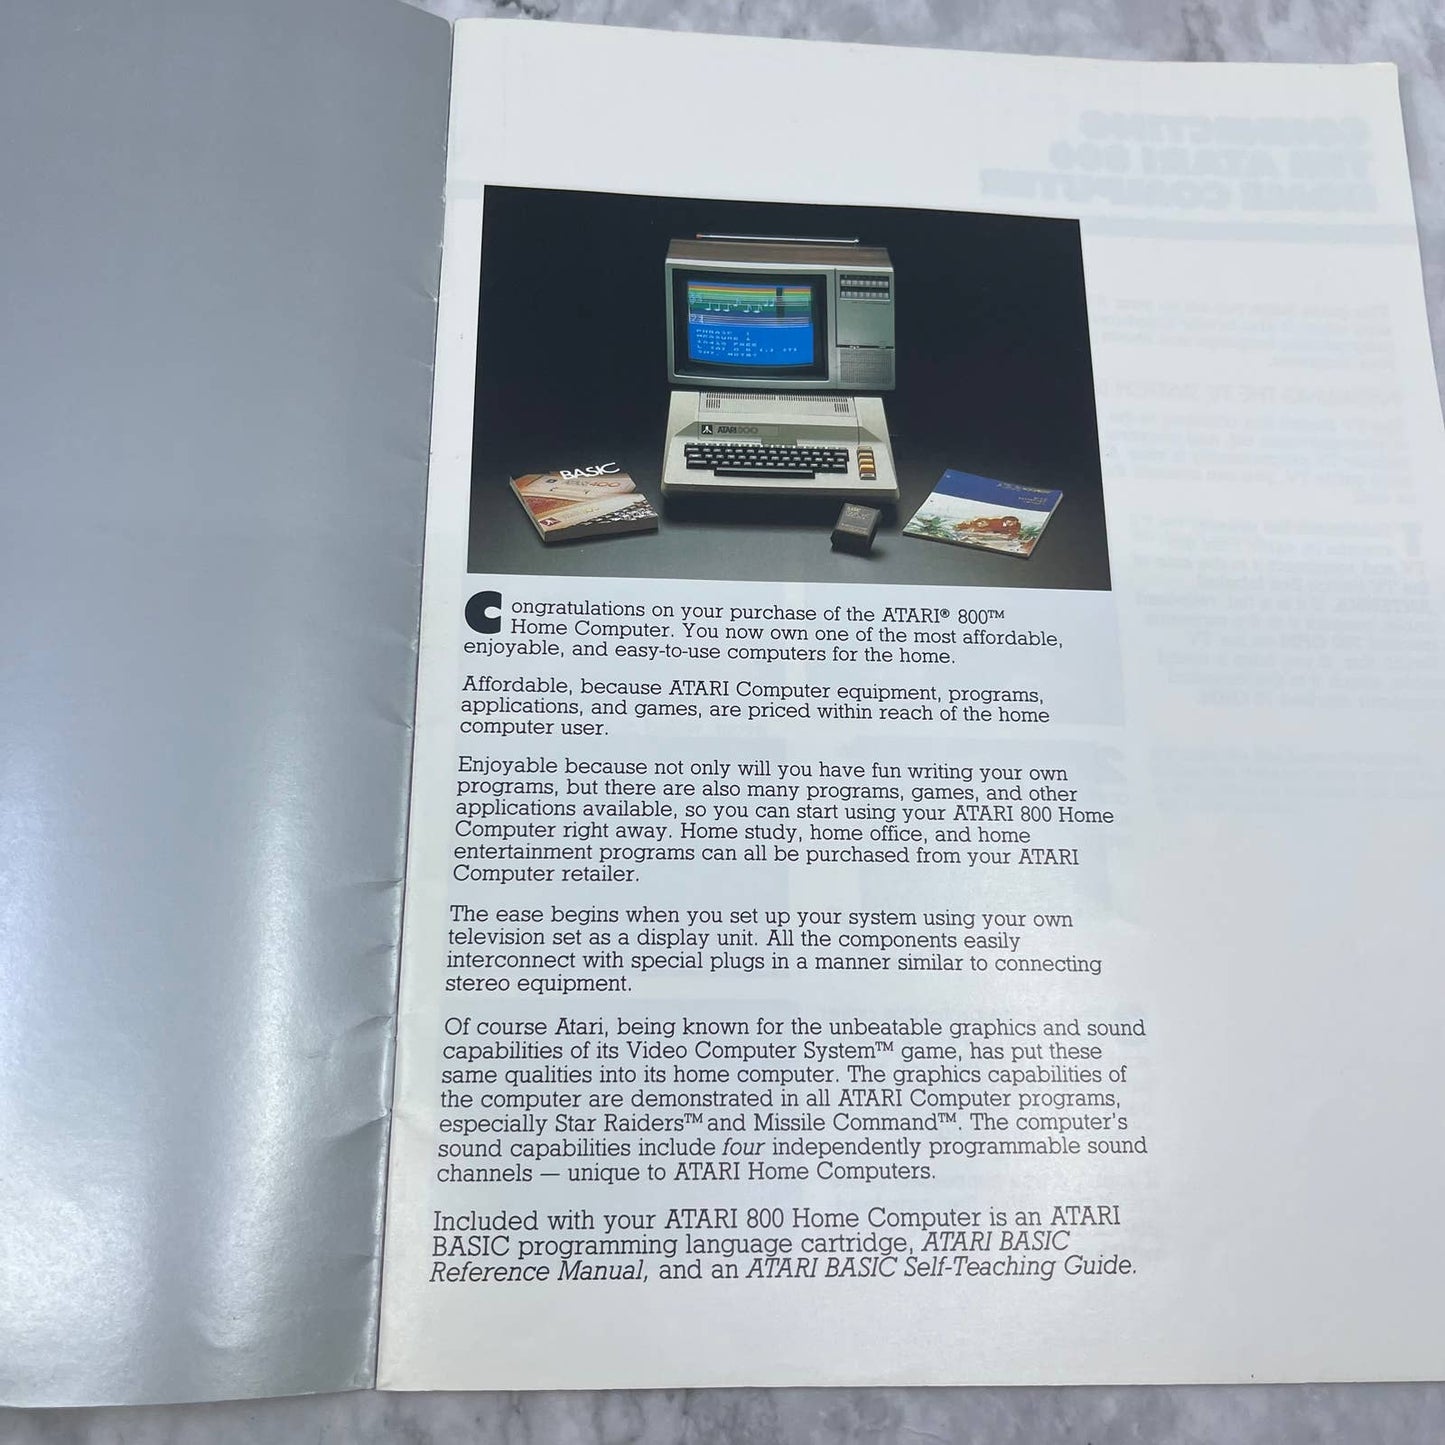 CONNECTING
THE ATARI 800
HOME COMPUTER
PHRASE 1
MEASURE 1
ATARI 800
BASIC
Congratulations on your purchase of the ATARI® 800™
Home Computer. You now own one of the most affordable,
enjoyable, and easy-to-use computers for the home.
Affordable, because ATARI Computer equipment, programs,
applications, and games, are priced within reach of the home
computer user.
Enjoyable because not only will you have fun writing your own
programs, but there are also many programs, games, and other
applications available, so you can start using your ATARI 800 Home
Computer right away. Home study, home office, and home
entertainment programs can all be purchased from your ATARI
Computer retailer.
The ease begins when you set up your system using your own
television set as a display unit. All the components easily
interconnect with special plugs in a manner similar to connecting
stereo equipment.
Of course Atari, being known for the unbeatable graphics and sound
capabilities of its Video Computer System™ game, has put these
same qualities into its home computer. The graphics capabilities of
the computer are demonstrated in all ATARI Computer programs,
especially Star Raiders™ and Missile Command™. The computer's
sound capabilities include four independently programmable sound
channels — unique to ATARI Home Computers.
Included with your ATARI 800 Home Computer is an ATARI
BASIC programming language cartridge, ATARI BASIC
Reference Manual, and an ATARI BASIC Self-Teaching Guide.